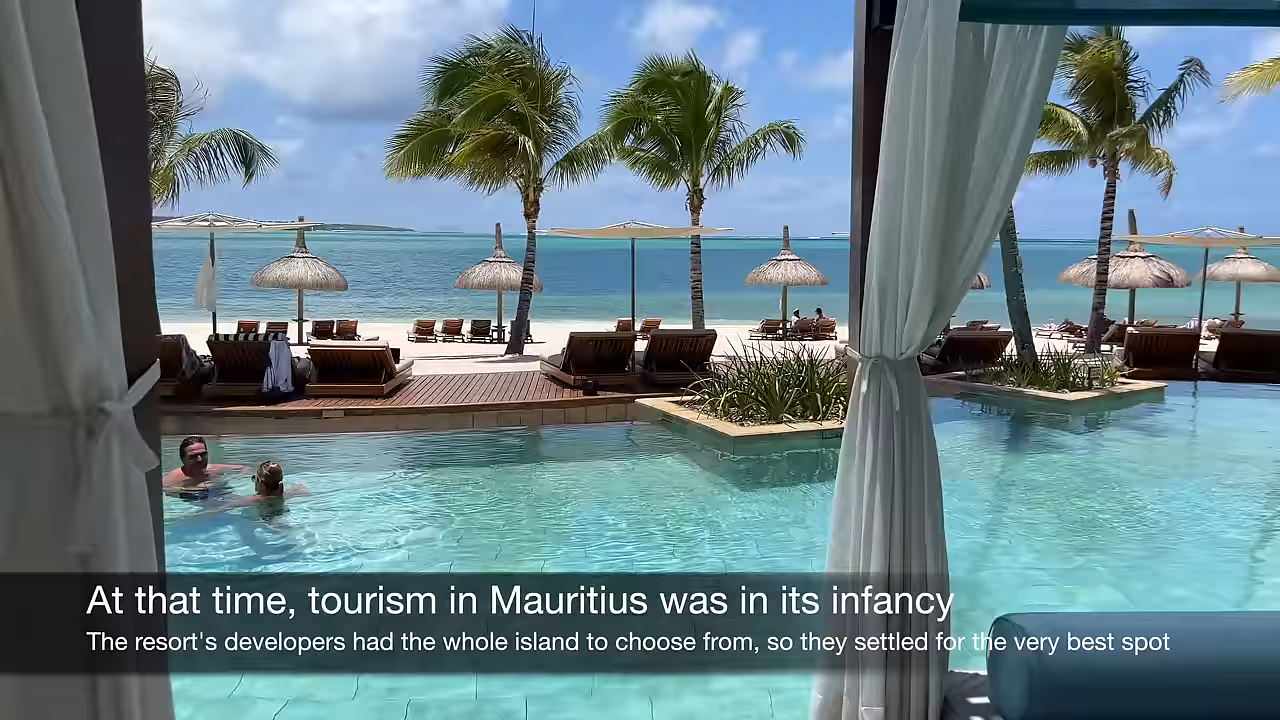 At that time, tourism in Mauritius was in its infancy
The resort's developers had the whole island to choose from, so they settled for the very best spot